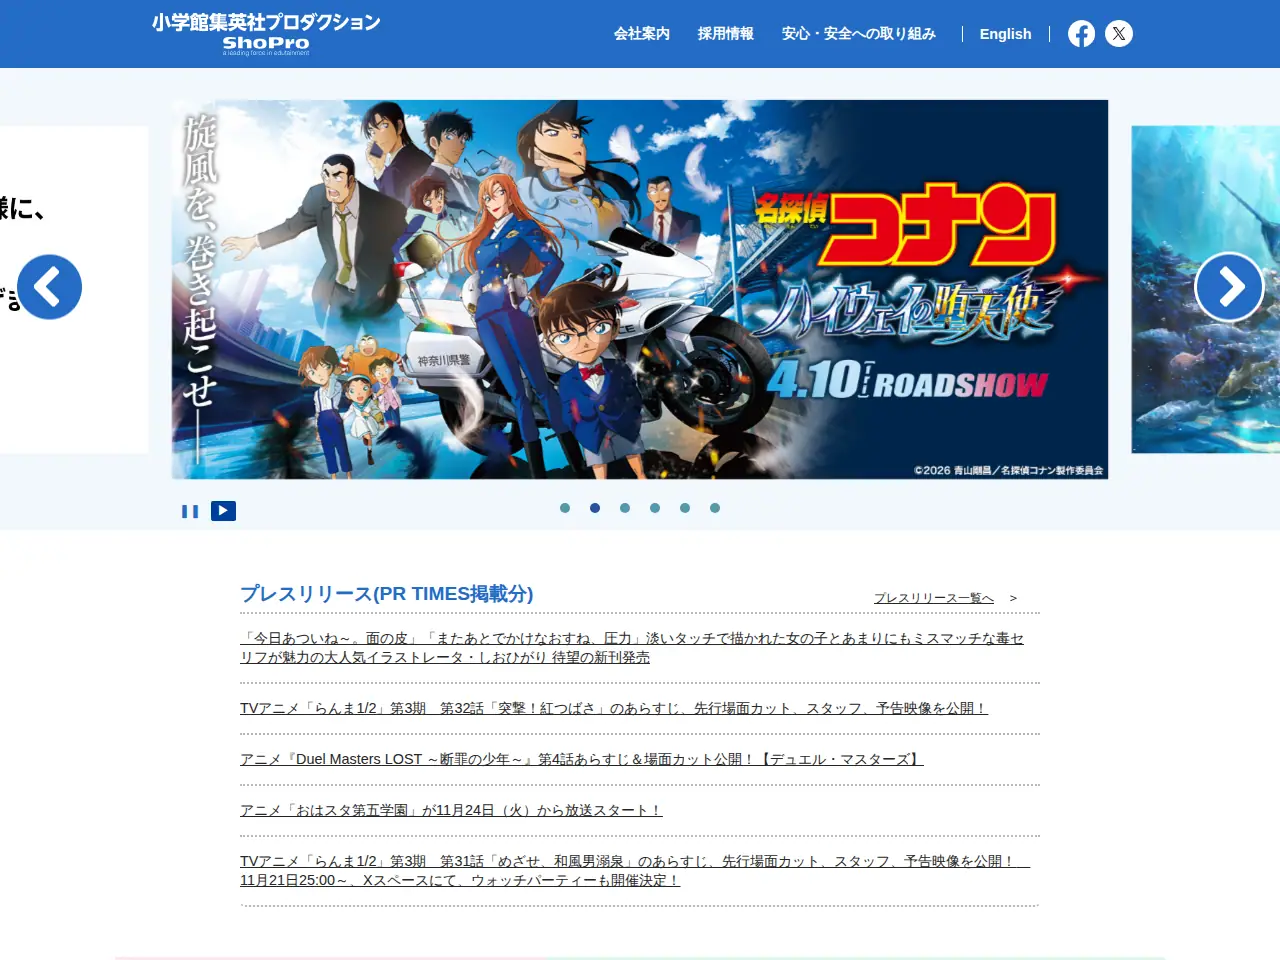 小学館集英社プロダクション
ShoPro
a leading force in edutainment
会社案内
採用情報
安心・安全への取り組み
English
様に、
旋風を、巻き起こせ――
神奈川県警
名探偵
コナン
ハイウェイの堕天使
4.10 [Fri] ROADSHOW
©2026 青山剛昌／名探偵コナン製作委員会
プレスリリース(PR TIMES掲載分)
プレスリリース一覧へ ＞
「今日あついね～。面の皮」「またあとでかけなおすね、圧力」淡いタッチで描かれた女の子とあまりにもミスマッチな毒セ
リフが魅力の大人気イラストレータ・しおひがり 待望の新刊発売
TVアニメ「らんま1/2」第3期　第32話「突撃！紅つばさ」のあらすじ、先行場面カット、スタッフ、予告映像を公開！
アニメ『Duel Masters LOST ～断罪の少年～』第4話あらすじ＆場面カット公開！【デュエル・マスターズ】
アニメ「おはスタ第五学園」が11月24日（火）から放送スタート！
TVアニメ「らんま1/2」第3期　第31話「めざせ、和風男溺泉」のあらすじ、先行場面カット、スタッフ、予告映像を公開！
11月21日25:00～、Xスペースにて、ウォッチパーティーも開催決定！